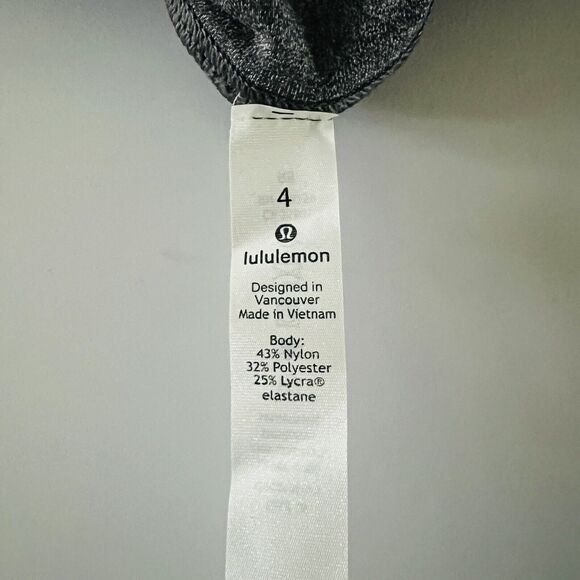 4
lululemon
Designed in
Vancouver
Made in Vietnam
Body:
43% Nylon
32% Polyester
25% Lycra®
elastane